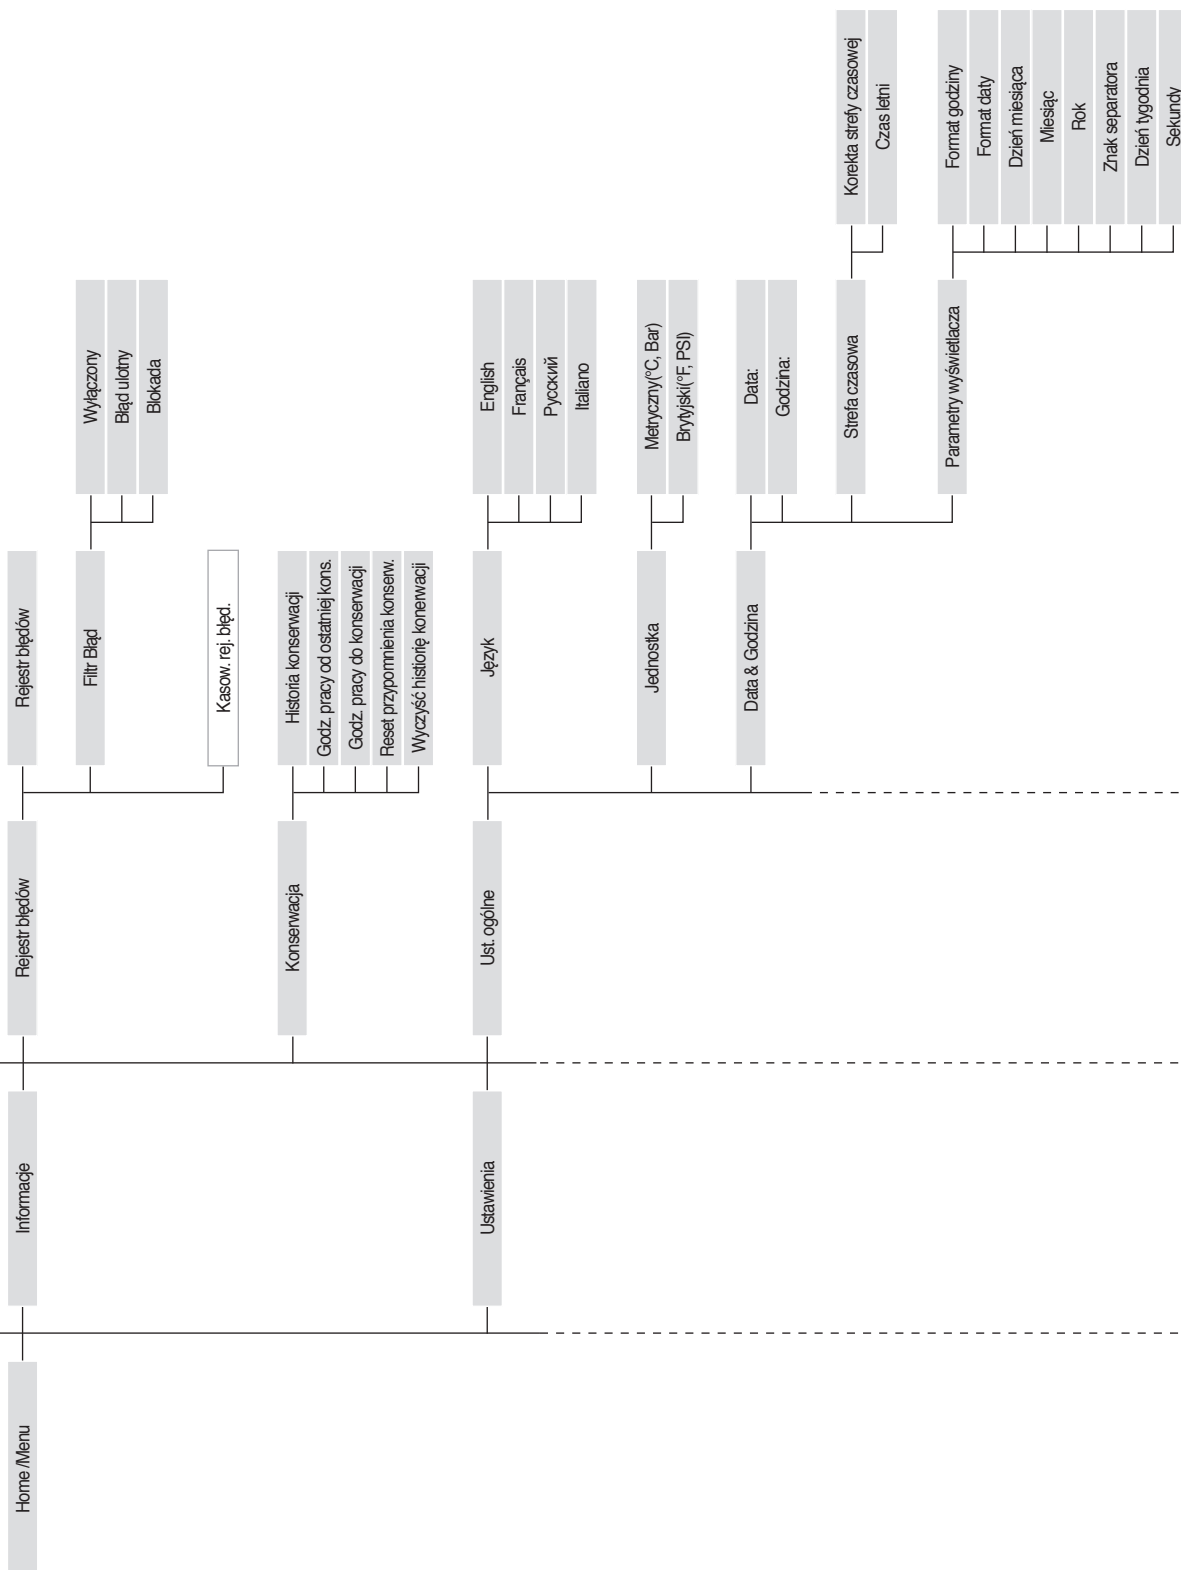 Home /Menu
Informacje
Rejestr błędów
Rejestr błędów
Filtr Błąd
Wyłączony
Błąd ulotny
Blokada
Kasow. rej. błęd.
Konserwacja
Historia konserwacji
Godz. pracy od ostatniej kons.
Godz. pracy do konserwacji
Reset przypomnienia konserw.
Wyczyść histiorię konerwacji
Ustawienia
Ust. ogólne
Język
English
Français
Русский
Italiano
Jednostka
Metryczny(°C, Bar)
Brytyjski(°F, PSI)
Data & Godzina
Data:
Godzina:
Strefa czasowa
Korekta strefy czasowej
Czas letni
Parametry wyświetlacza
Format godziny
Format daty
Dzień miesiąca
Miesiąc
Rok
Znak separatora
Dzień tygodnia
Sekundy